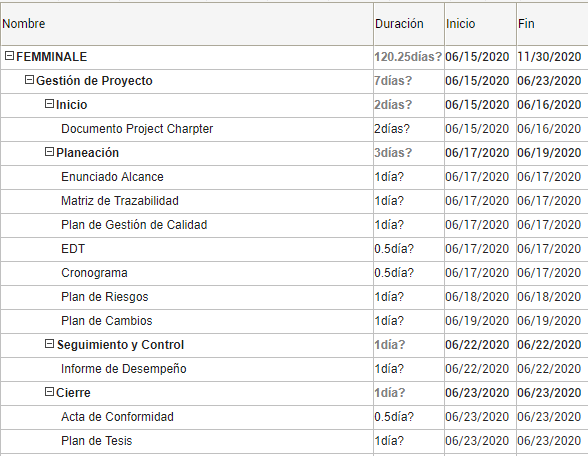 Nombre Duración Inicio Fin
FEMMINALE 120.25días? 06/15/2020 11/30/2020
Gestión de Proyecto 7días? 06/15/2020 06/23/2020
Inicio 2días? 06/15/2020 06/16/2020
Documento Project Charpter 2días? 06/15/2020 06/16/2020
Planeación 3días? 06/17/2020 06/19/2020
Enunciado Alcance 1día? 06/17/2020 06/17/2020
Matriz de Trazabilidad 1día? 06/17/2020 06/17/2020
Plan de Gestión de Calidad 1día? 06/17/2020 06/17/2020
EDT 0.5día? 06/17/2020 06/17/2020
Cronograma 0.5día? 06/17/2020 06/17/2020
Plan de Riesgos 1día? 06/18/2020 06/18/2020
Plan de Cambios 1día? 06/19/2020 06/19/2020
Seguimiento y Control 1día? 06/22/2020 06/22/2020
Informe de Desempeño 1día? 06/22/2020 06/22/2020
Cierre 1día? 06/23/2020 06/23/2020
Acta de Conformidad 0.5día? 06/23/2020 06/23/2020
Plan de Tesis 1día? 06/23/2020 06/23/2020